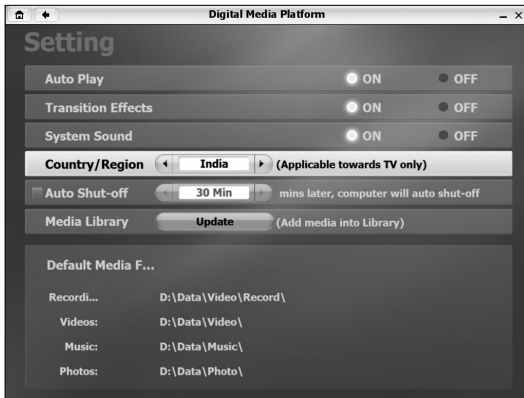 Digital Media Platform
Setting
Auto Play ON OFF
Transition Effects ON OFF
System Sound ON OFF
Country/Region India (Applicable towards TV only)
Auto Shut-off 30 Min mins later, computer will auto shut-off
Media Library Update (Add media into Library)
Default Media F...
Recordi... D:\Data\Video\Record\
Videos: D:\Data\Video\
Music: D:\Data\Music\
Photos: D:\Data\Photo\